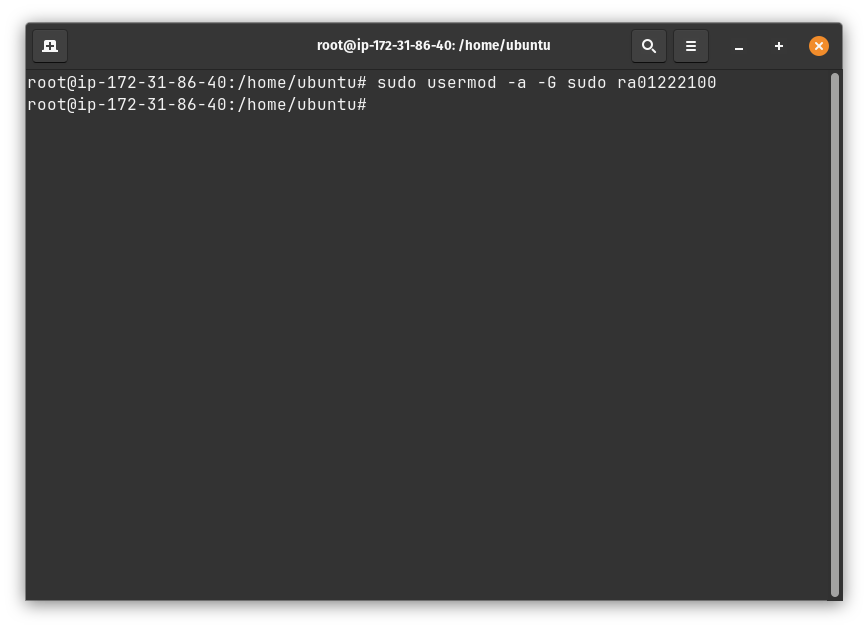 root@ip-172-31-86-40: /home/ubuntu
root@ip-172-31-86-40:/home/ubuntu# sudo usermod -a -G sudo ra01222100
root@ip-172-31-86-40:/home/ubuntu#